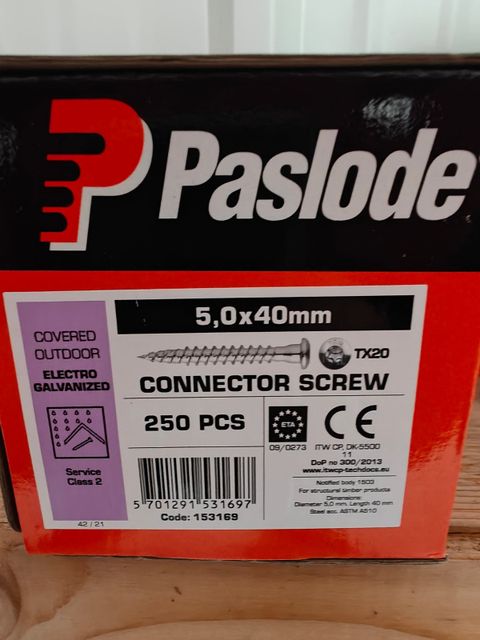 Paslode
5,0x40mm
COVERED
OUTDOOR
ELECTRO
GALVANIZED
TX20
CONNECTOR SCREW
250 PCS
ETA
CE
09/0273
ITW CP, DK-5500
11
DoP no 300/2013
www.itwcp-techdocs.eu
Service
Class 2
Notified body 1503
For structural timber products
Dimensions:
Diameter 5,0 mm. Length 40 mm
Steel acc. ASTM A510
5 701291 531697
Code: 153169
42 / 21